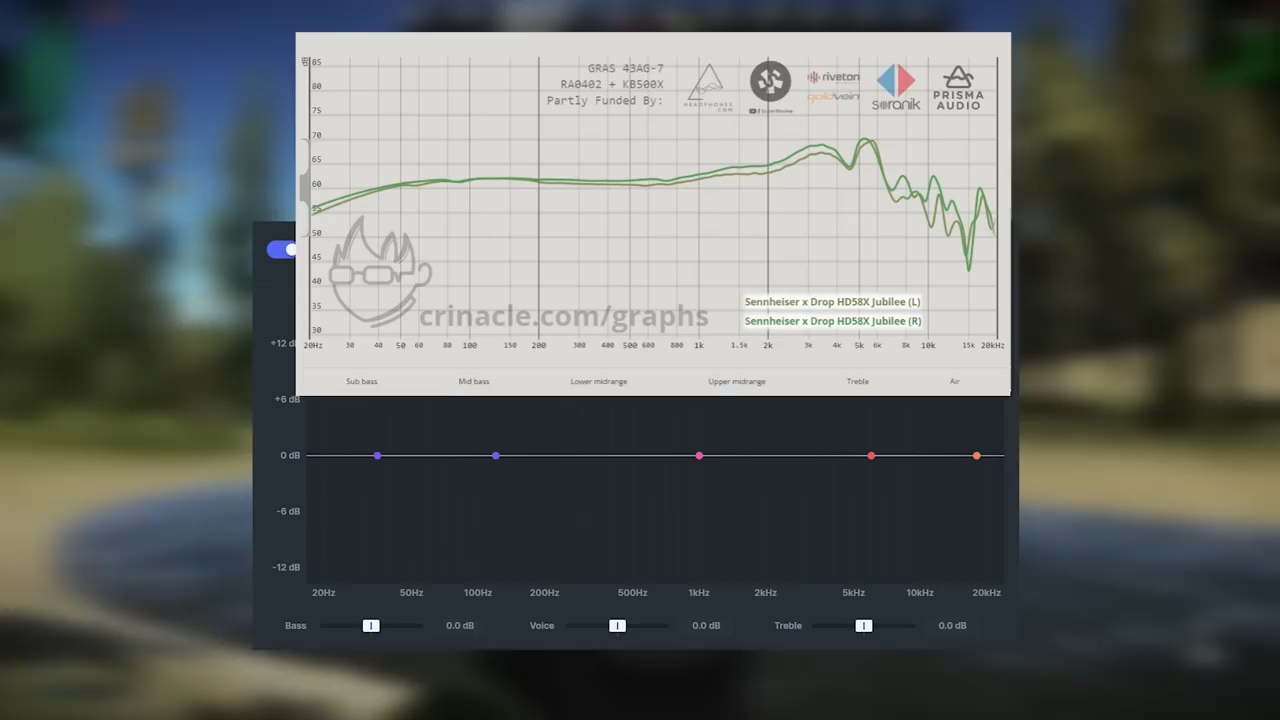 dB
85
80
75
70
65
60
55
50
45
40
35
30
GRAS 43AG-7
RA0402 + KB500X
Partly Funded By:
HEADPHONES
.COM
riveton
goldvein
soranik
PRISMA
AUDIO
crinacle.com/graphs
Sennheiser x Drop HD58X Jubilee (L)
Sennheiser x Drop HD58X Jubilee (R)
20Hz 30 40 50 60 80 100 150 200 300 400 500 600 800 1k 1.5k 2k 3k 4k 5k 6k 8k 10k 15k 20kHz
Sub bass Mid bass Lower midrange Upper midrange Treble Air
+12 dB
+6 dB
0 dB
-6 dB
-12 dB
20Hz 50Hz 100Hz 200Hz 500Hz 1kHz 2kHz 5kHz 10kHz 20kHz
Bass 0.0 dB Voice 0.0 dB Treble 0.0 dB